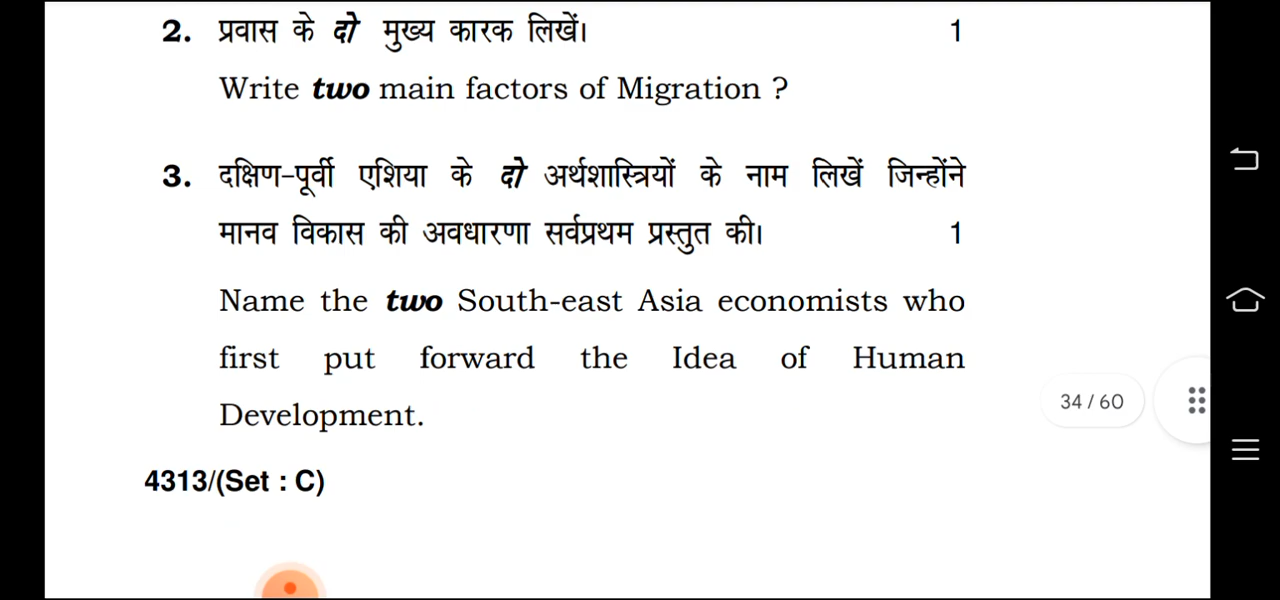 2. प्रवास के दो मुख्य कारक लिखें। 1
Write two main factors of Migration ?
3. दक्षिण-पूर्वी एशिया के दो अर्थशास्त्रियों के नाम लिखें जिन्होंने
मानव विकास की अवधारणा सर्वप्रथम प्रस्तुत की। 1
Name the two South-east Asia economists who
first put forward the Idea of Human
Development.
34 / 60
4313/(Set : C)